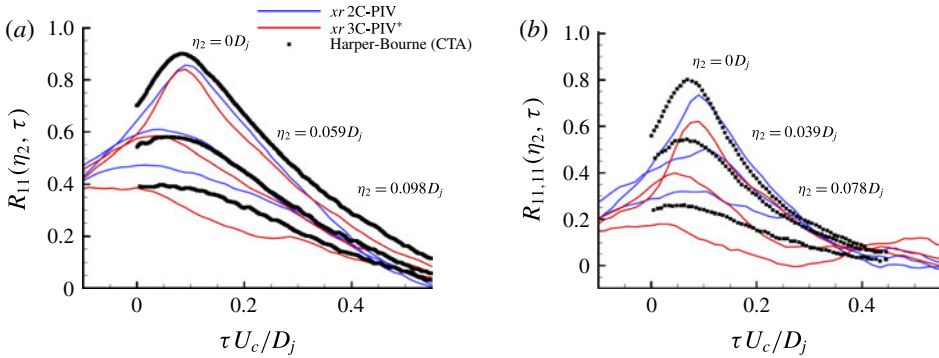 xr 2C-PIV
xr 3C-PIV*
Harper-Bourne (CTA)
(a)
1.0
0.8
0.6
0.4
0.2
0
R₁₁(η₂, τ)
η₂ = 0Dⱼ
η₂ = 0.059Dⱼ
η₂ = 0.098Dⱼ
0 0.2 0.4
τU_c/Dⱼ
(b)
1.0
0.8
0.6
0.4
0.2
0
R₁₁,₁₁(η₂, τ)
η₂ = 0Dⱼ
η₂ = 0.039Dⱼ
η₂ = 0.078Dⱼ
0 0.2 0.4
τU_c/Dⱼ